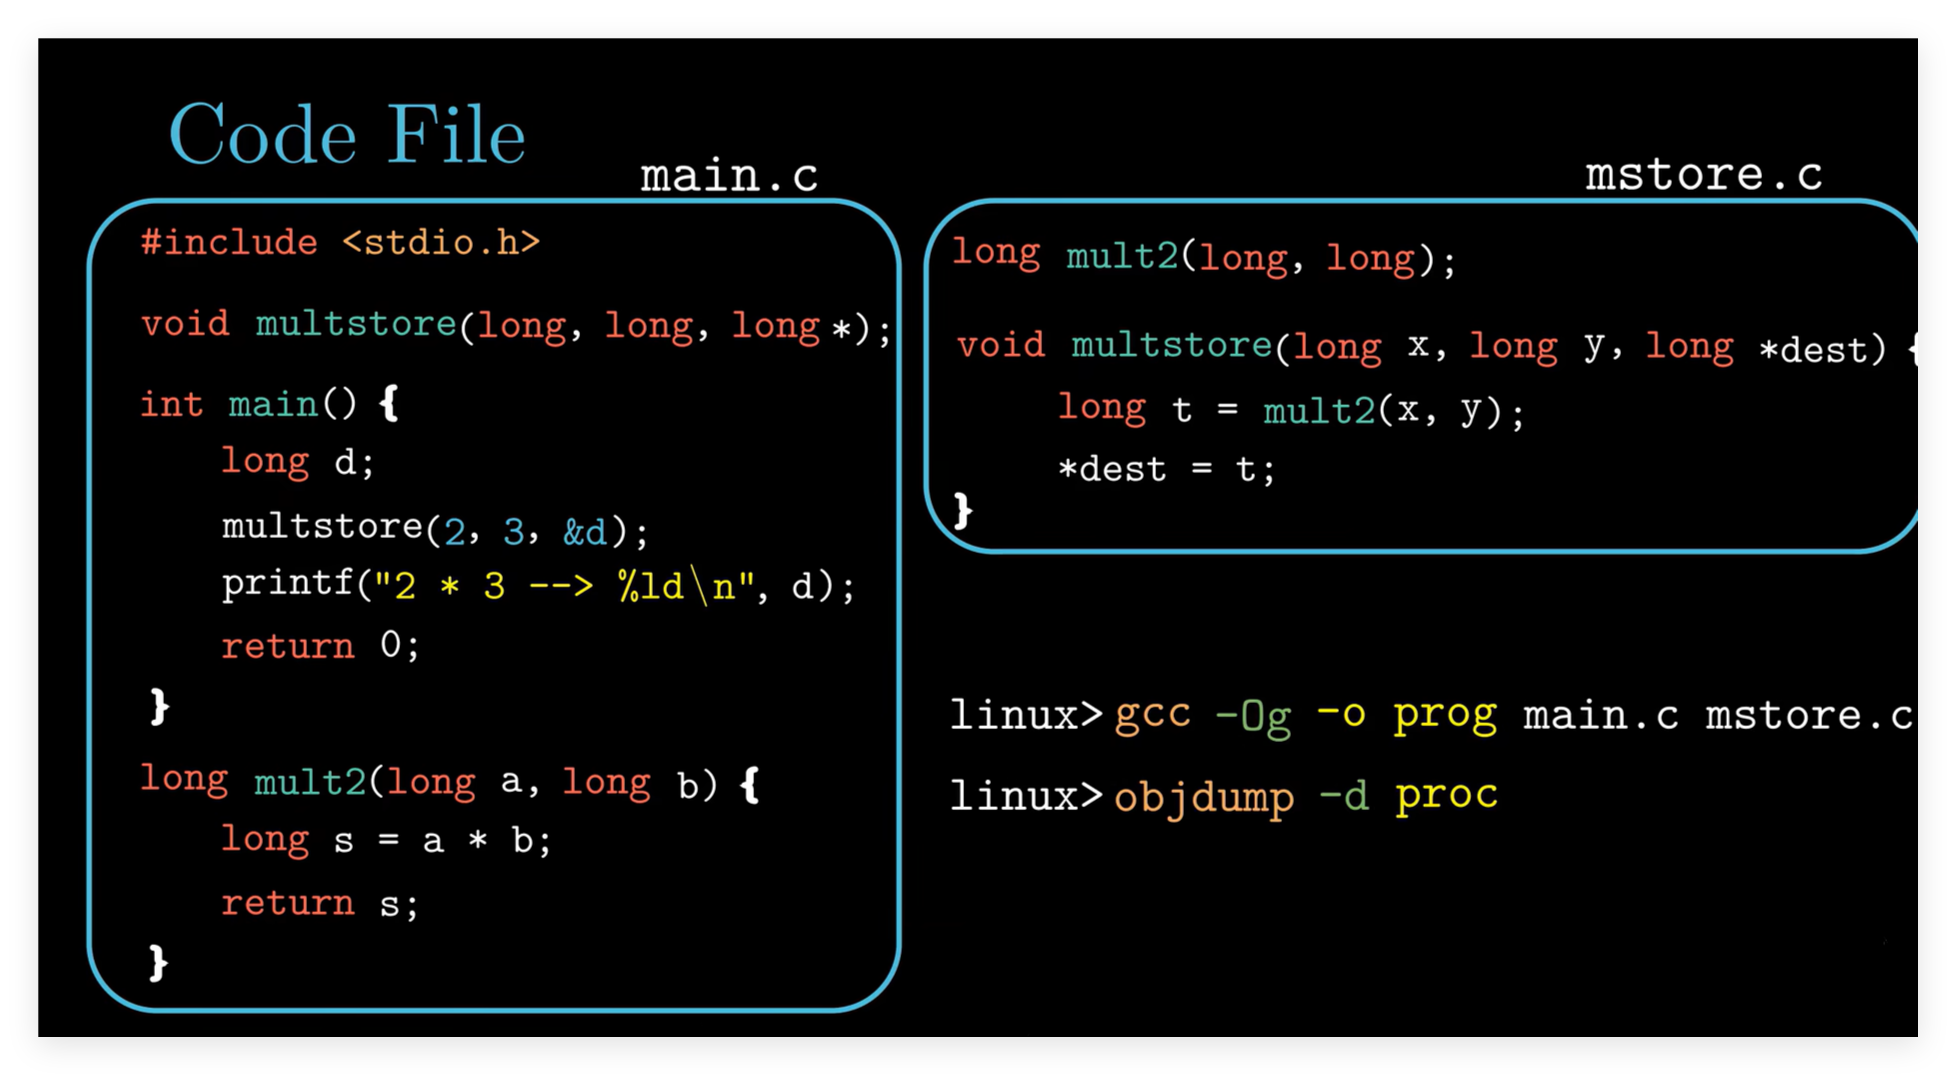 Code File
main.c
#include <stdio.h>
void multstore(long, long, long *);
int main() {
long d;
multstore(2, 3, &d);
printf("2 * 3 --> %ld\n", d);
return 0;
}
long mult2(long a, long b) {
long s = a * b;
return s;
}
mstore.c
long mult2(long, long);
void multstore(long x, long y, long *dest) {
long t = mult2(x, y);
*dest = t;
}
linux> gcc -Og -o prog main.c mstore.c
linux> objdump -d proc